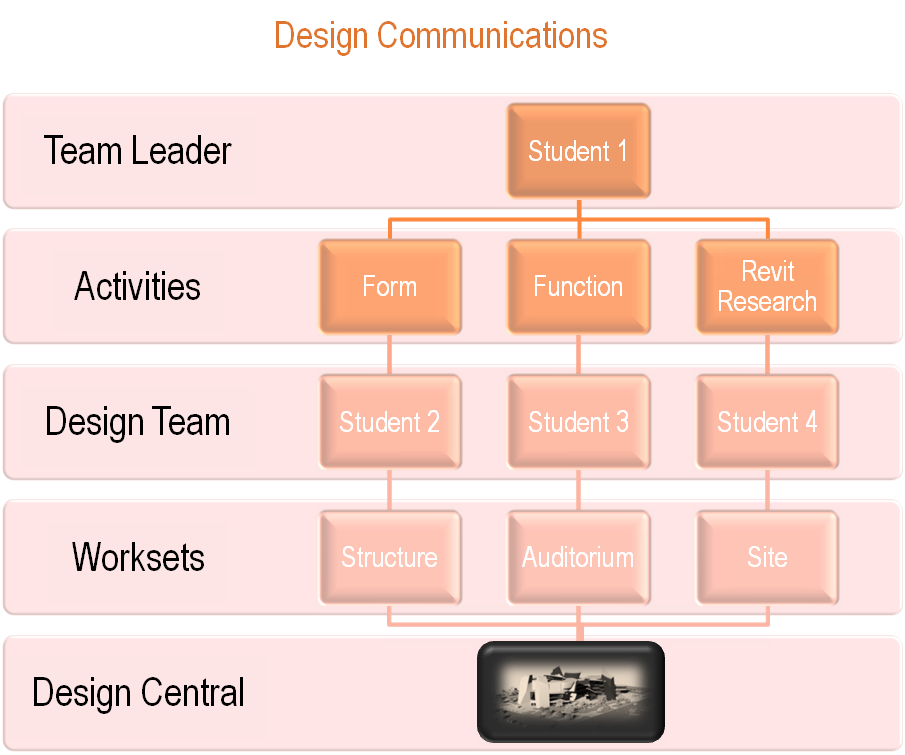 Design Communications
Team Leader
Student 1
Activities
Form
Function
Revit
Research
Design Team
Student 2
Student 3
Student 4
Worksets
Structure
Auditorium
Site
Design Central